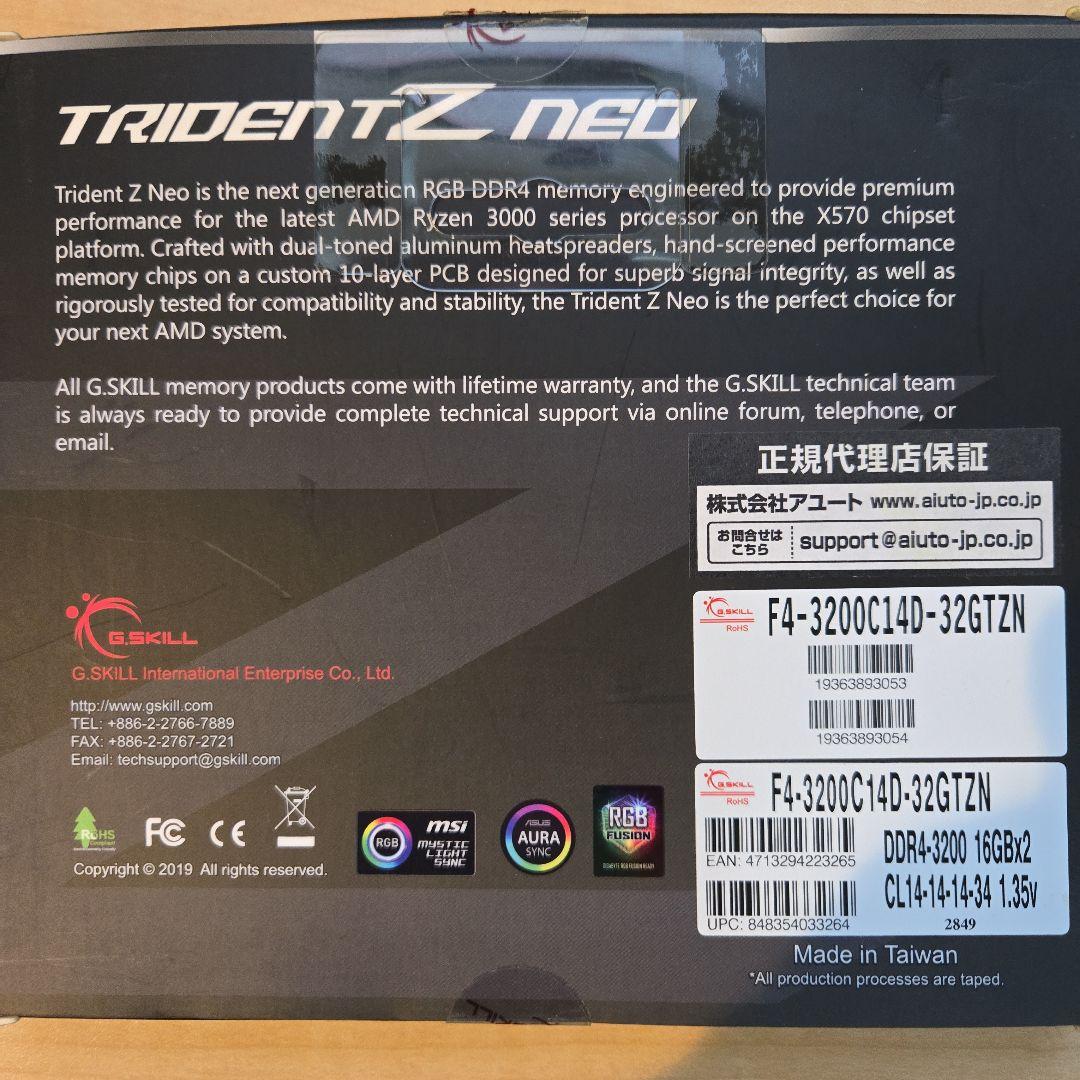 TRIDENTZ NEO
Trident Z Neo is the next generation RGB DDR4 memory engineered to provide premium
performance for the latest AMD Ryzen 3000 series processor on the X570 chipset
platform. Crafted with dual-toned aluminum heatspreaders, hand-screened performance
memory chips on a custom 10-layer PCB designed for superb signal integrity, as well as
rigorously tested for compatibility and stability, the Trident Z Neo is the perfect choice for
your next AMD system.
All G.SKILL memory products come with lifetime warranty, and the G.SKILL technical team
is always ready to provide complete technical support via online forum, telephone, or
email.
正規代理店保証
株式会社アユート www.aiuto-jp.co.jp
お問合せは
こちら
support@aiuto-jp.co.jp
G.SKILL
RoHS
F4-3200C14D-32GTZN
19363893053
19363893054
G.SKILL
G.SKILL International Enterprise Co., Ltd.
http://www.gskill.com
TEL: +886-2-2766-7889
FAX: +886-2-2767-2721
Email: techsupport@gskill.com
RoHS
Compliant
FC CE
RGB
msi
MYSTIC
LIGHT
SYNC
ASUS
AURA
SYNC
RGB
FUSION
GIGABYTE RGB FUSION READY
Copyright © 2019 All rights reserved.
G.SKILL
RoHS
F4-3200C14D-32GTZN
EAN: 4713294223265
DDR4-3200 16GBx2
CL14-14-14-34 1.35v
UPC: 848354033264
2849
Made in Taiwan
*All production processes are taped.